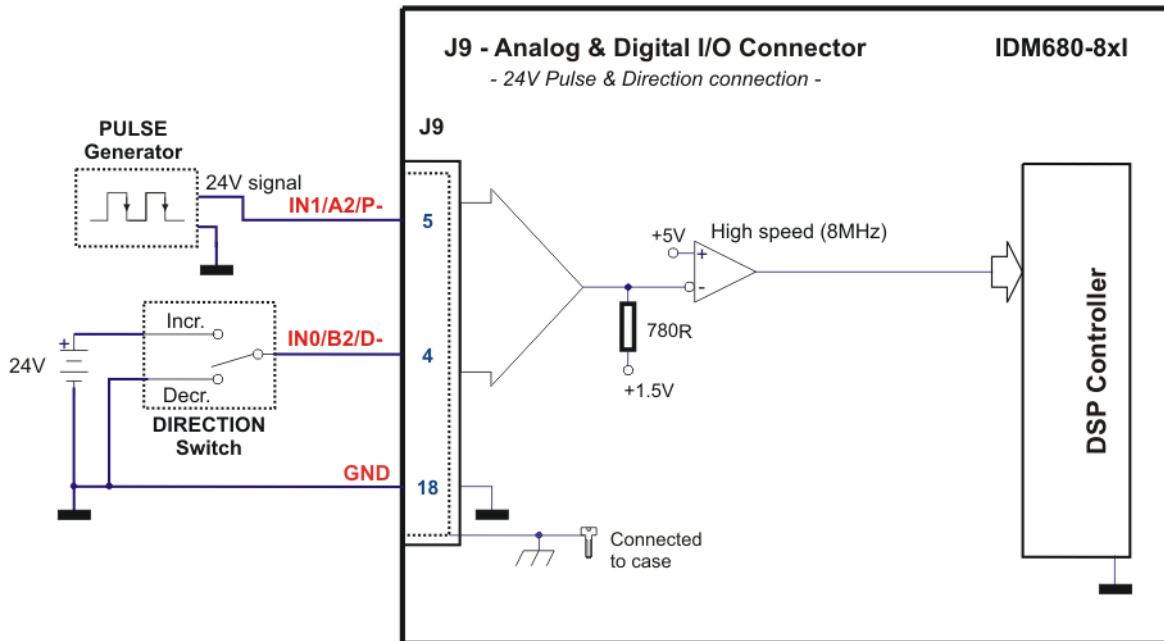 J9 - Analog & Digital I/O Connector
IDM680-8xI
- 24V Pulse & Direction connection -
PULSE
Generator
J9
24V signal
IN1/A2/P-
5
+5V
High speed (8MHz)
+
-
780R
+1.5V
Incr.
IN0/B2/D-
4
+
24V
Decr.
DIRECTION
Switch
GND
18
Connected
to case
DSP Controller